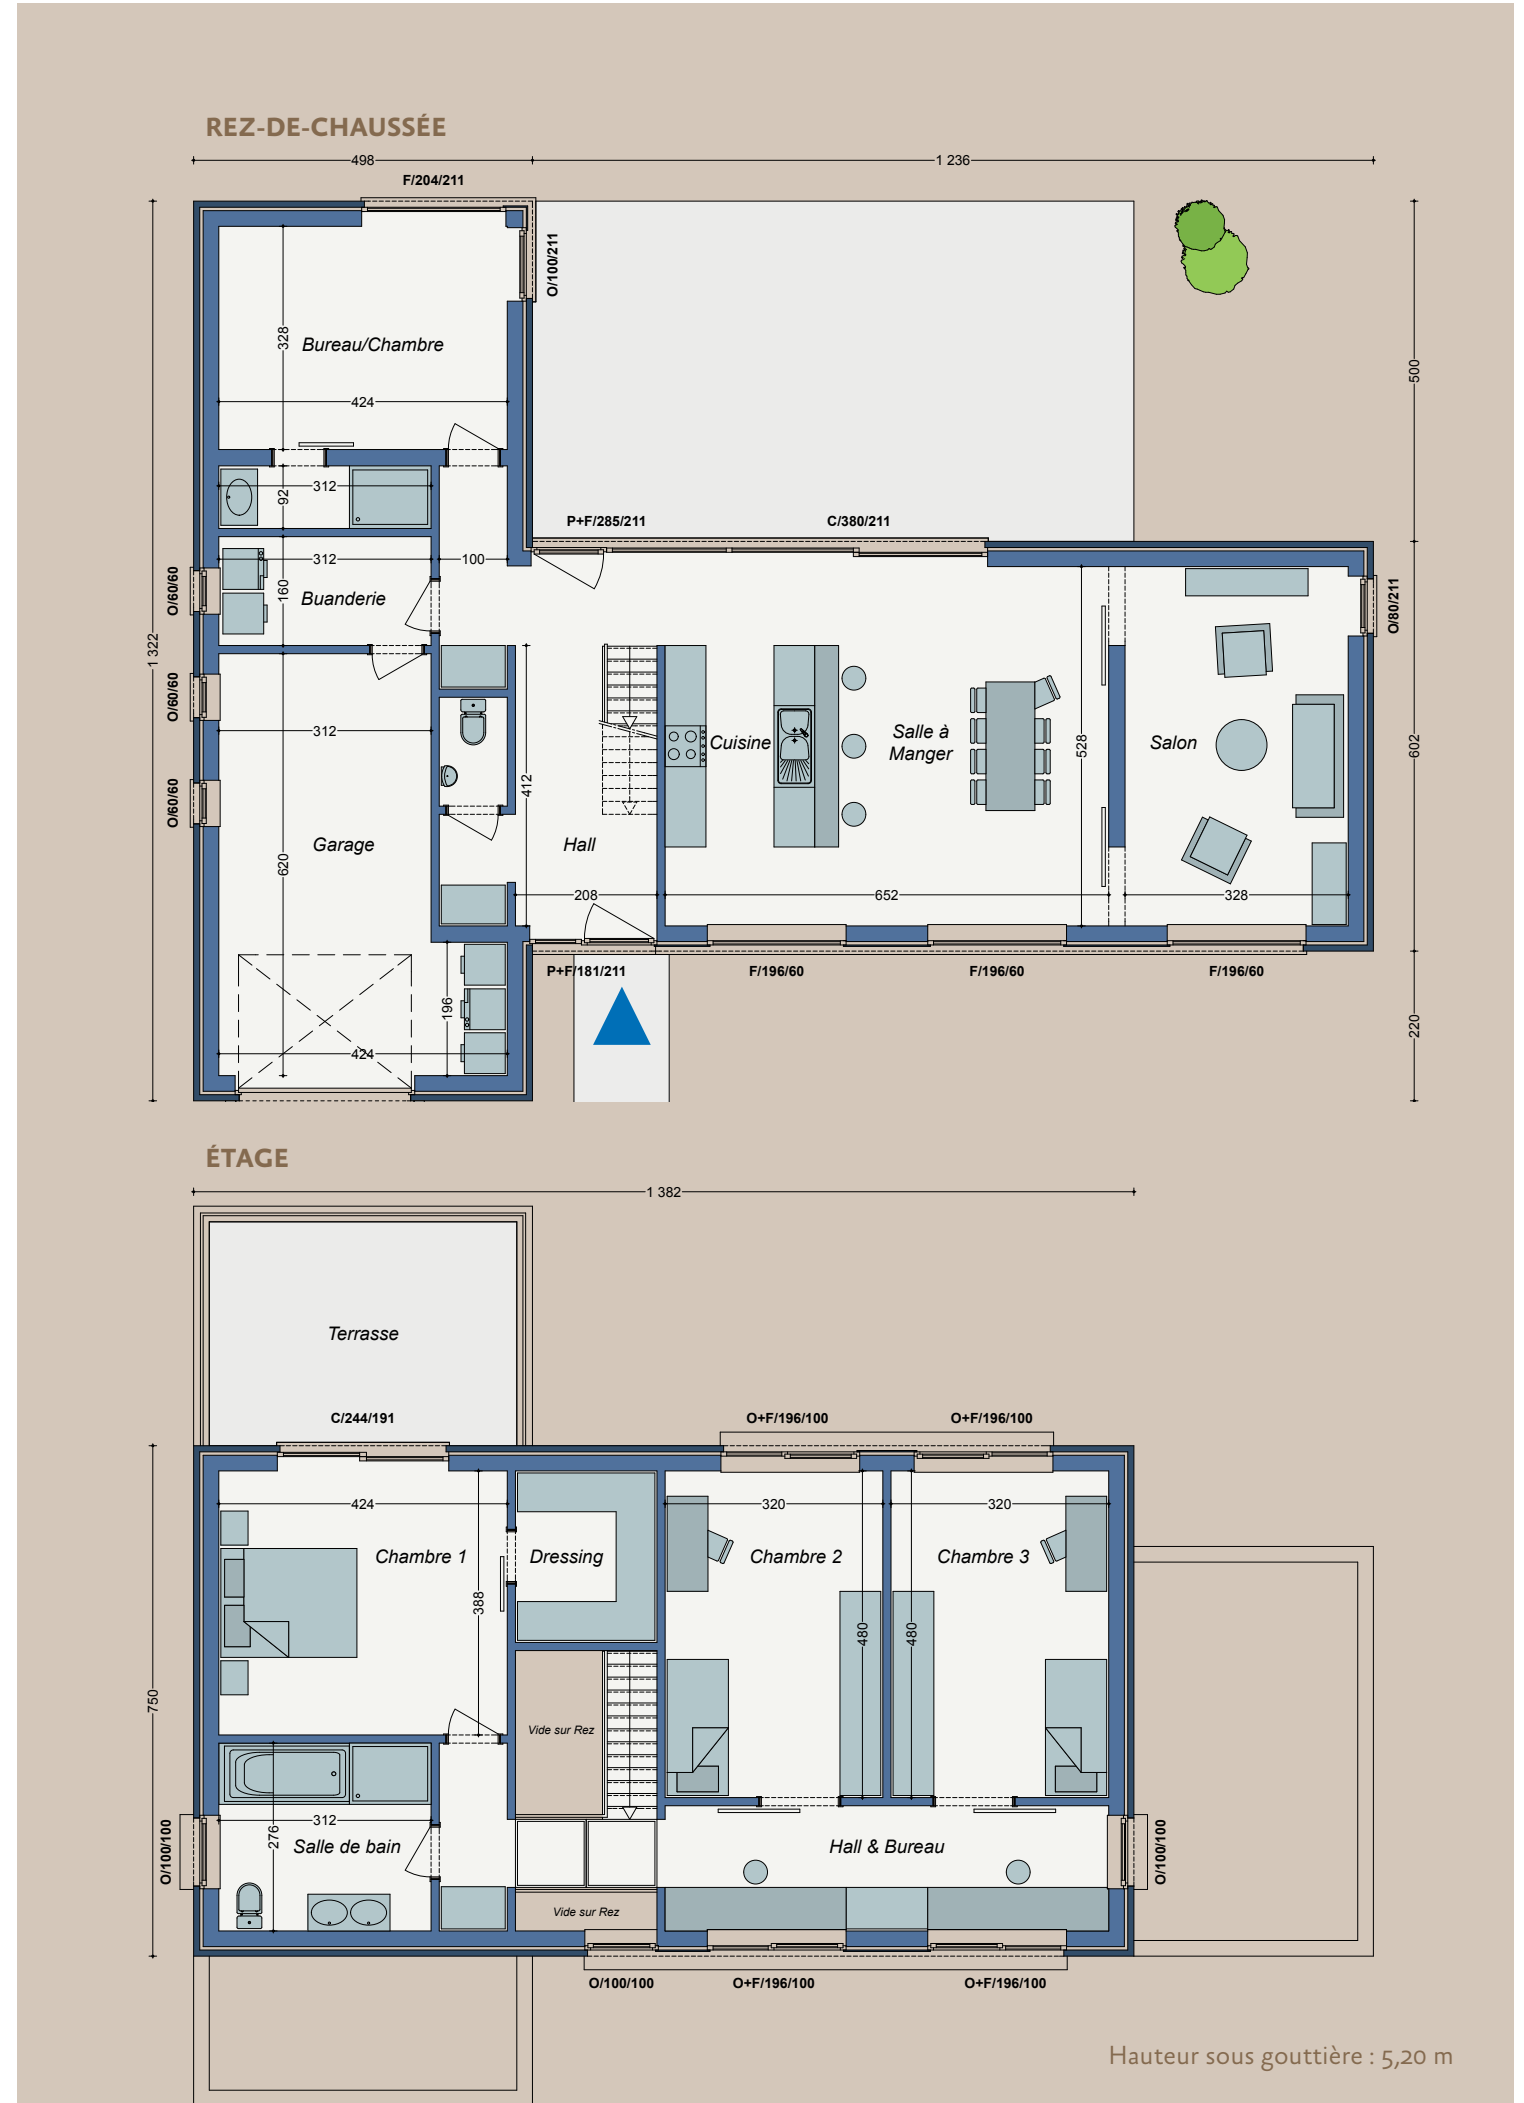 REZ-DE-CHAUSSÉE
498
1 236
F/204/211
O/100/211
328
Bureau/Chambre
424
500
312
92
P+F/285/211
C/380/211
312
100
O/60/60
160
Buanderie
O/80/211
1 322
O/60/60
312
Cuisine
Salle à
Manger
528
Salon
602
412
O/60/60
Garage
Hall
620
208
652
328
P+F/181/211
F/196/60
F/196/60
F/196/60
196
220
424
ÉTAGE
1 382
Terrasse
C/244/191
O+F/196/100
O+F/196/100
424
320
320
Chambre 1
Dressing
Chambre 2
Chambre 3
388
480
480
750
Vide sur Rez
312
276
Salle de bain
Hall & Bureau
O/100/100
O/100/100
Vide sur Rez
O/100/100
O+F/196/100
O+F/196/100
Hauteur sous gouttière : 5,20 m